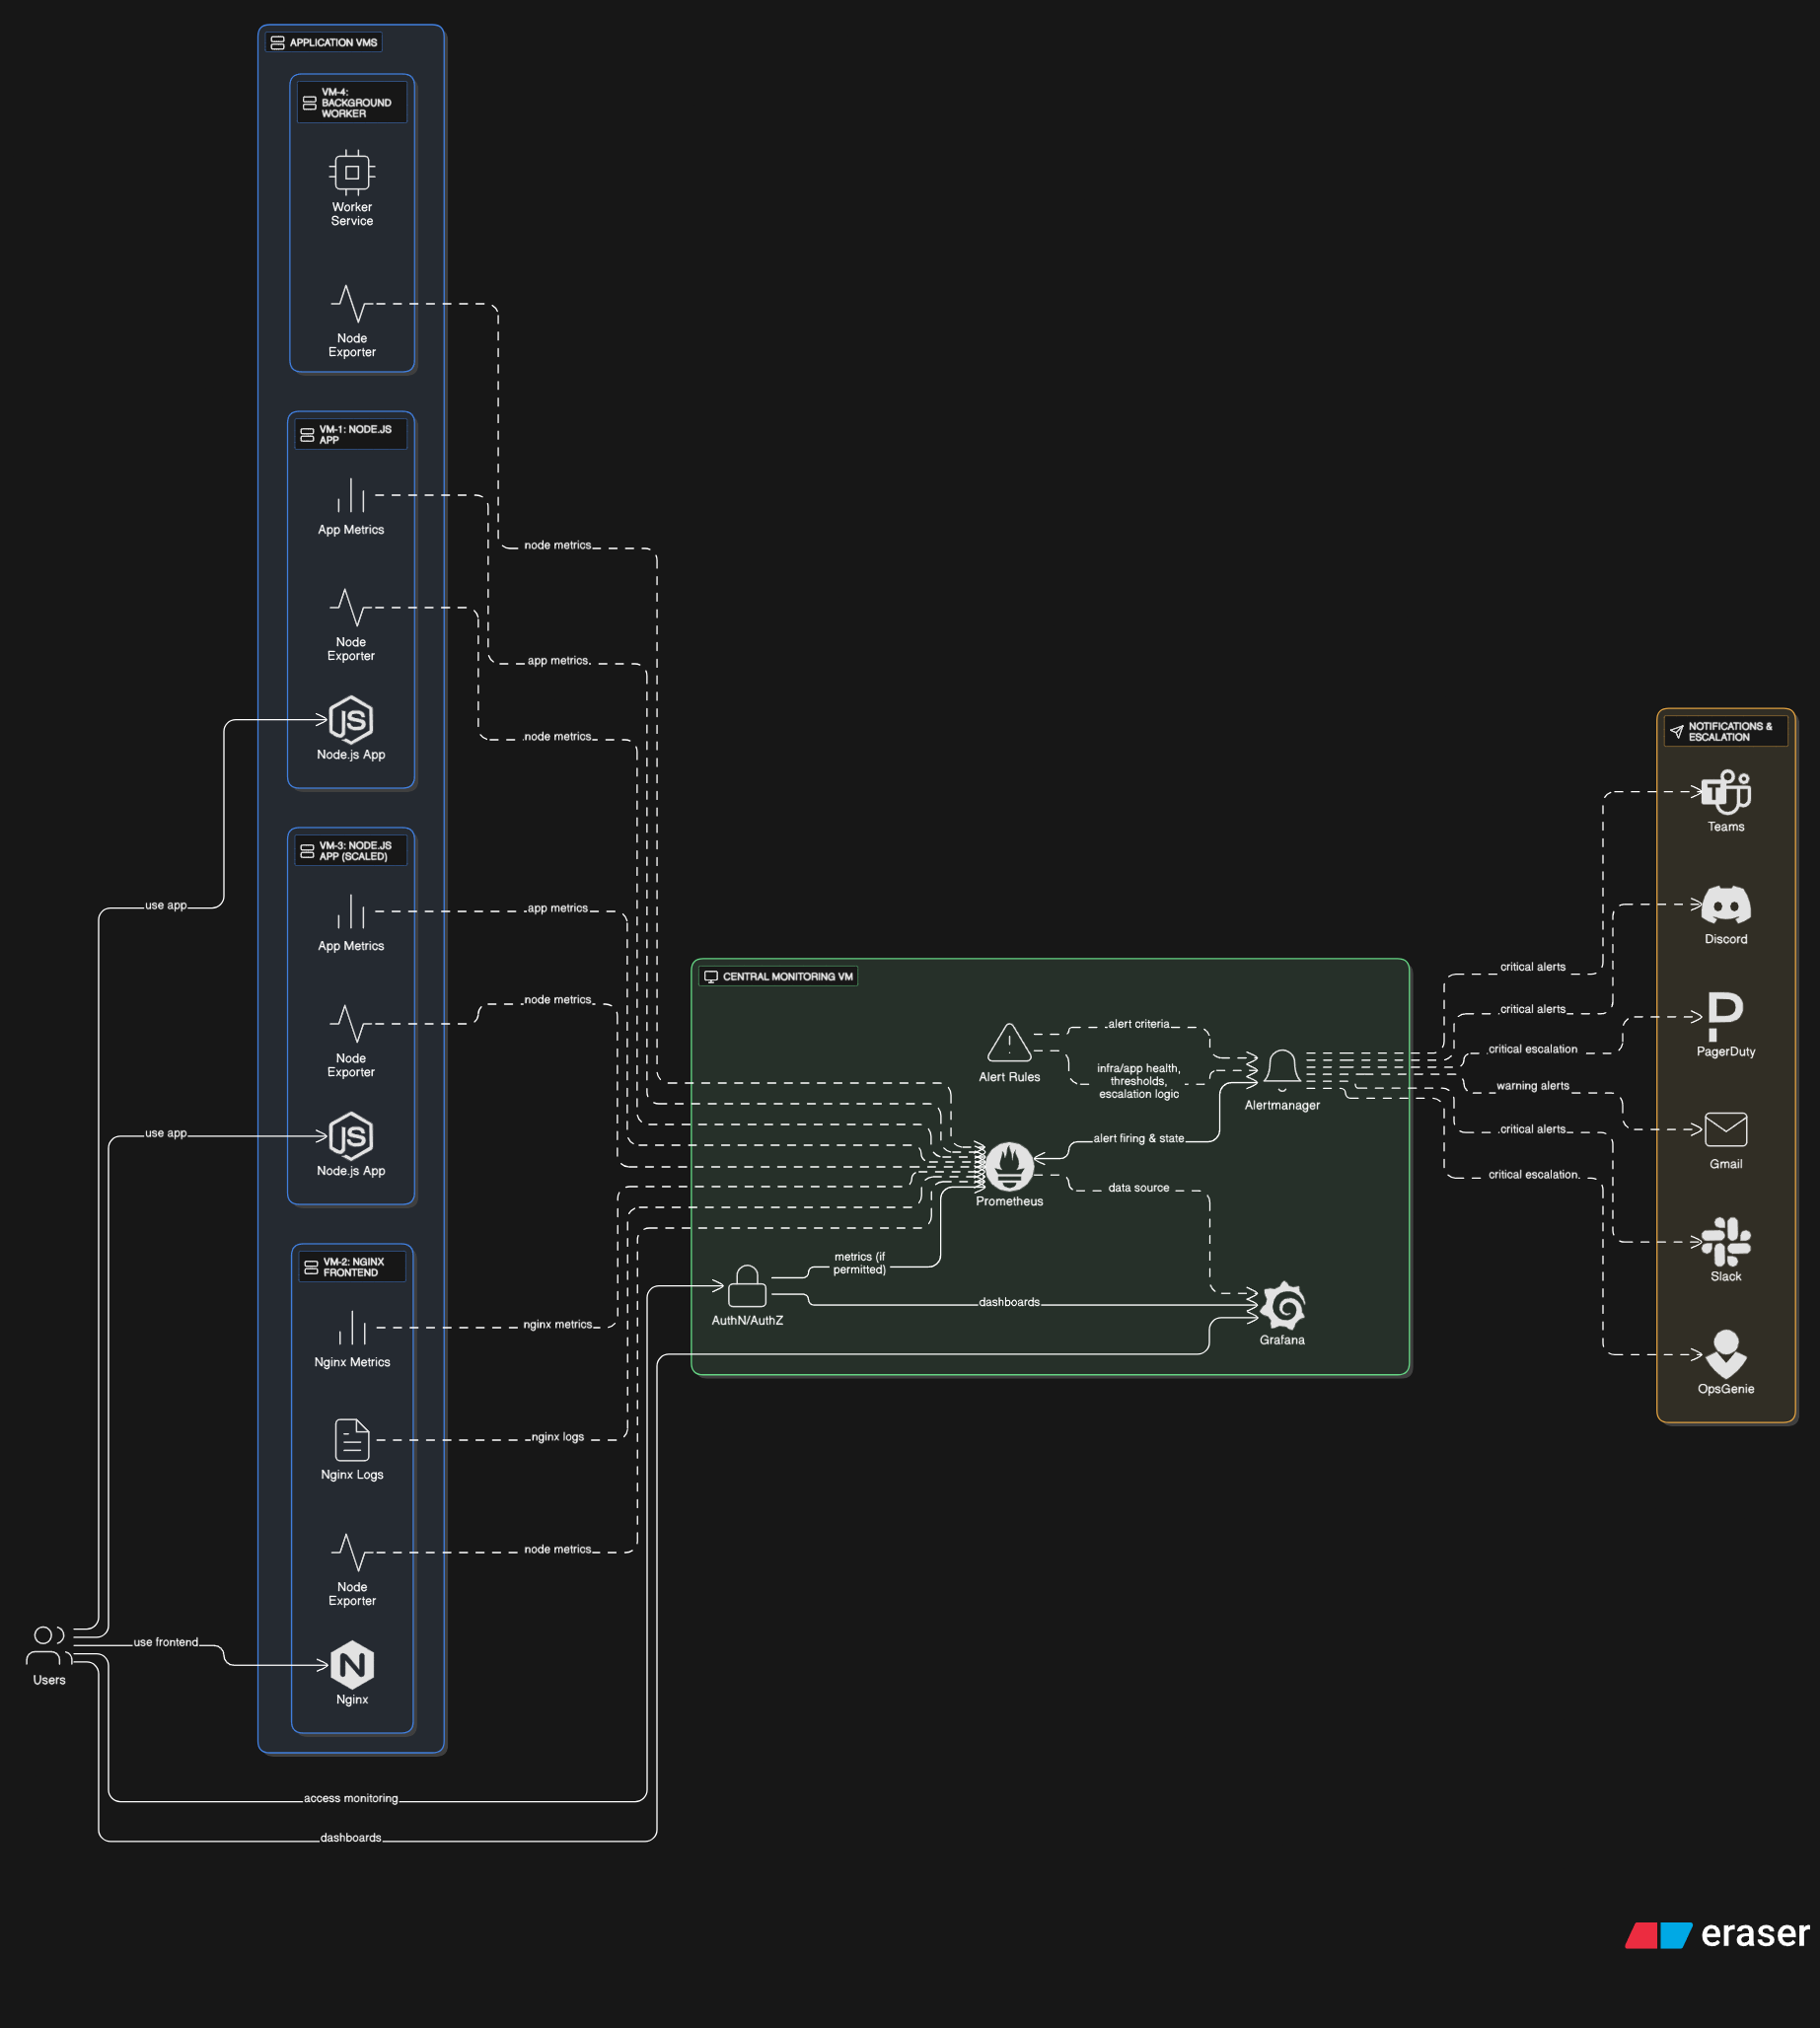 APPLICATION VMS
VM-4:
BACKGROUND
WORKER
Worker
Service
Node
Exporter
VM-1: NODE.JS
APP
App Metrics
Node
Exporter
Node.js App
VM-3: NODE.JS
APP (SCALED)
App Metrics
Node
Exporter
Node.js App
VM-2: NGINX
FRONTEND
Nginx Metrics
Nginx Logs
Node
Exporter
Nginx
Users
use app
use app
use frontend
access monitoring
dashboards
node metrics
app metrics
node metrics
app metrics
node metrics
nginx metrics
nginx logs
node metrics
CENTRAL MONITORING VM
Alert Rules
alert criteria
infra/app health,
thresholds,
escalation logic
Alertmanager
alert firing & state
Prometheus
data source
metrics (if
permitted)
AuthN/AuthZ
dashboards
Grafana
critical alerts
critical alerts
critical escalation
warning alerts
critical alerts
critical escalation
NOTIFICATIONS &
ESCALATION
Teams
Discord
PagerDuty
Gmail
Slack
OpsGenie
eraser